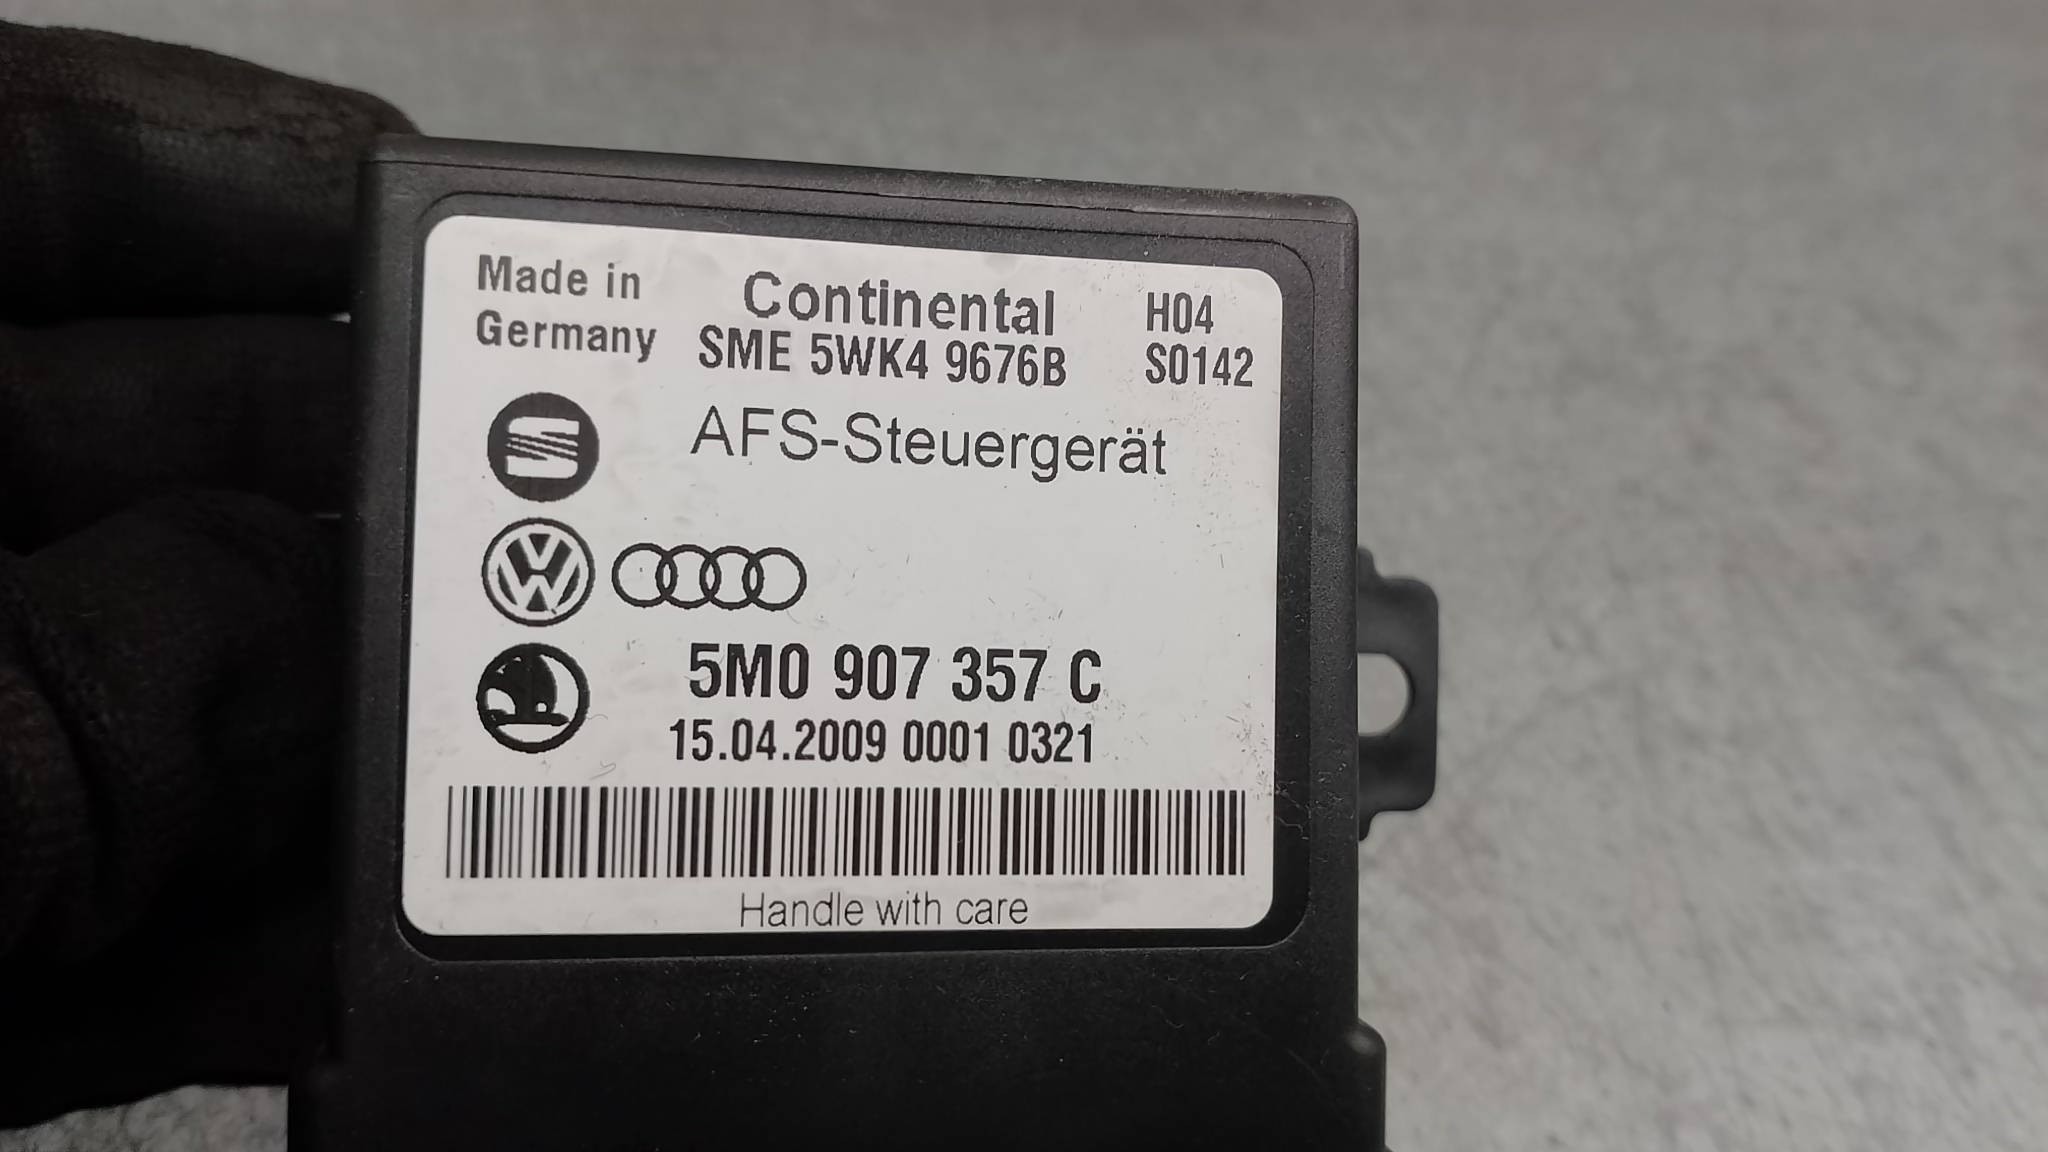 Made in
Germany
Continental
SME 5WK4 9676B
H04
S0142
AFS-Steuergerät
5M0 907 357 C
15.04.2009 0001 0321
Handle with care